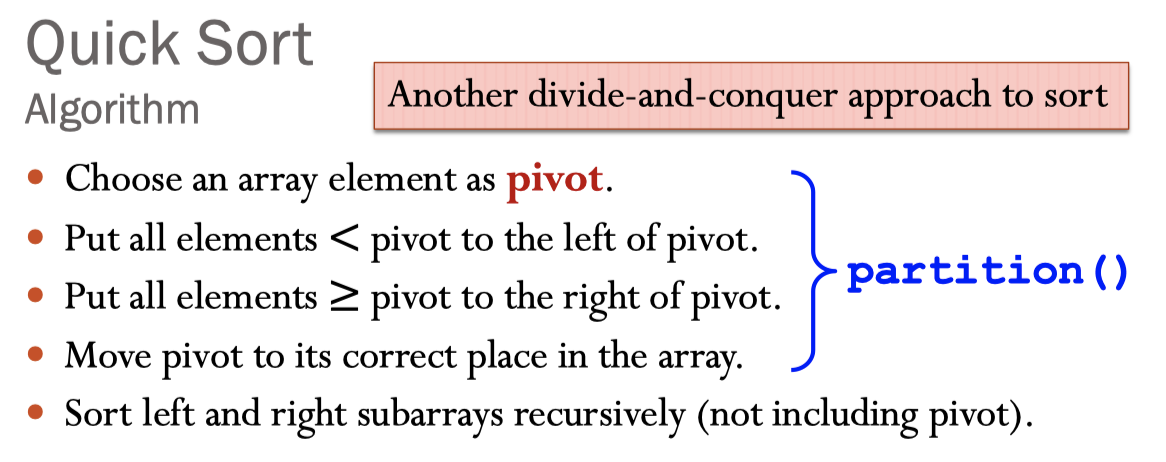 Quick Sort
Algorithm
Another divide-and-conquer approach to sort
• Choose an array element as pivot.
• Put all elements < pivot to the left of pivot.
• Put all elements ≥ pivot to the right of pivot.
• Move pivot to its correct place in the array.
partition()
• Sort left and right subarrays recursively (not including pivot).